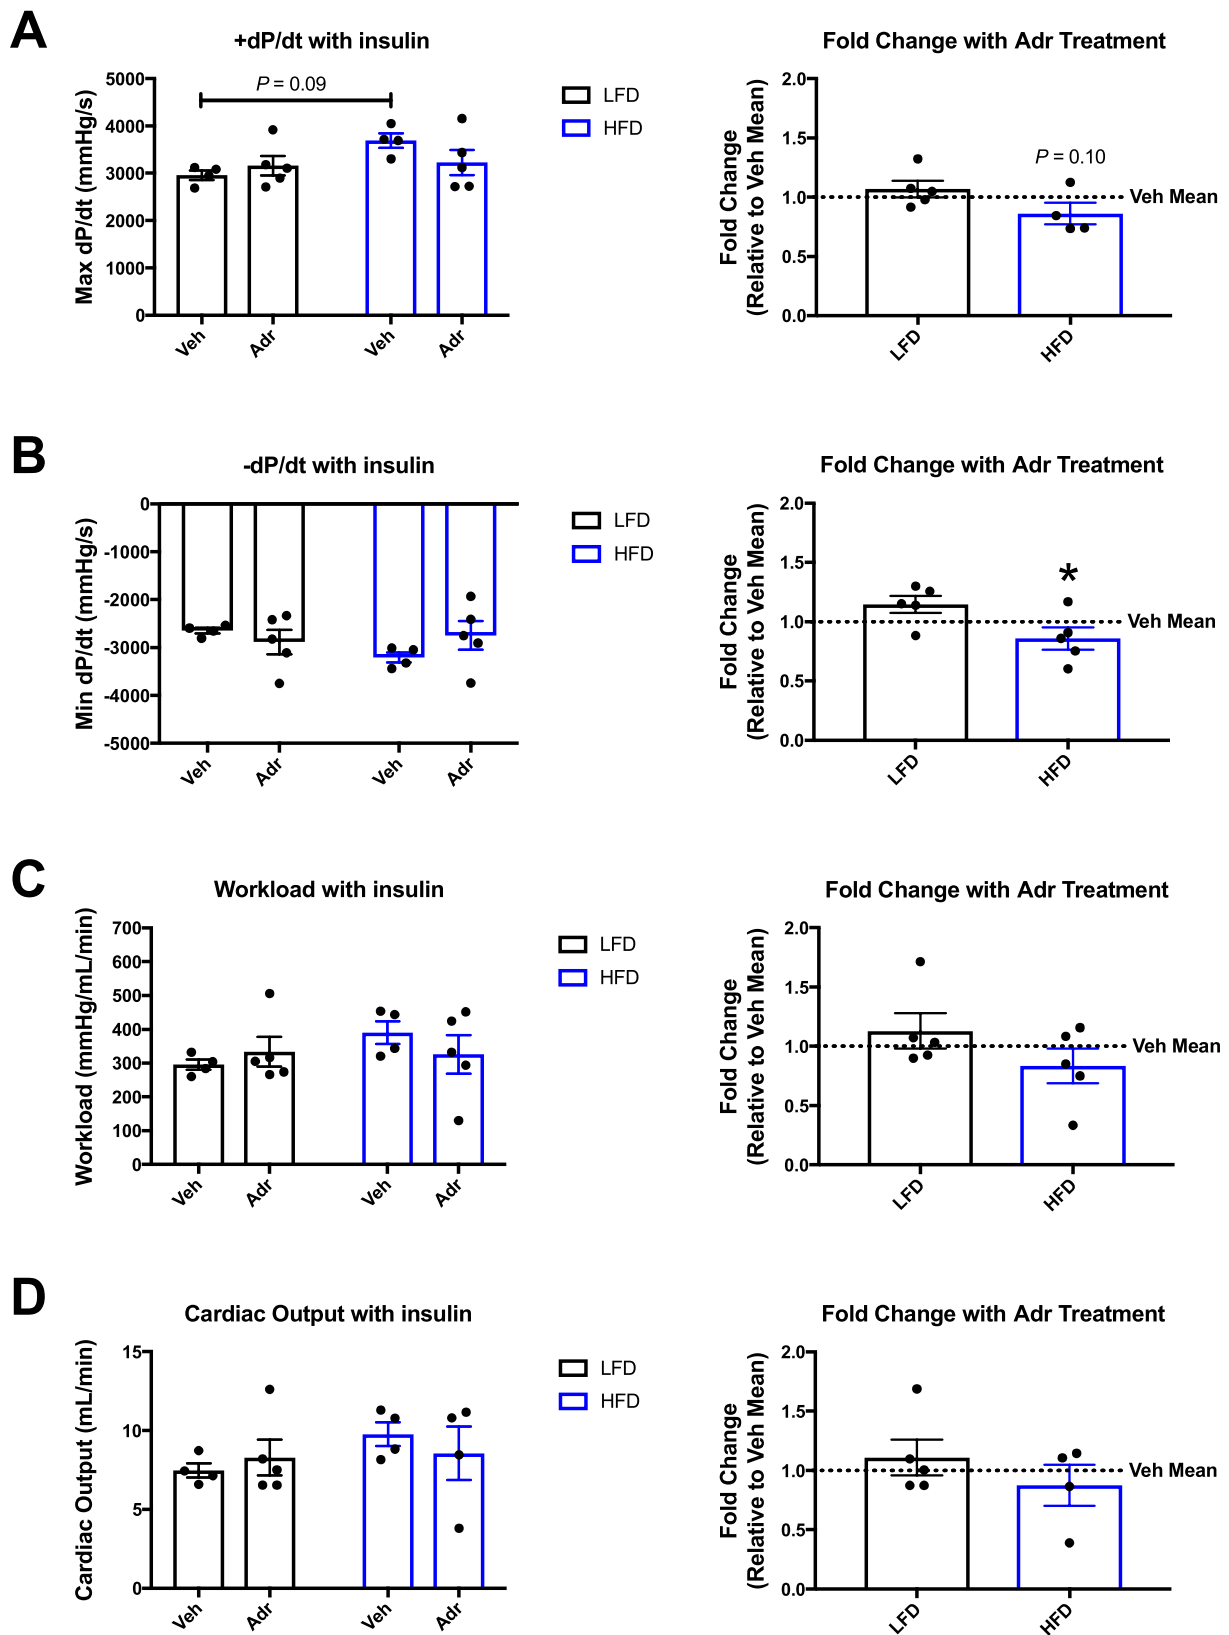 A
+dP/dt with insulin
Max dP/dt (mmHg/s)
5000
4000
3000
2000
1000
0
P = 0.09
Veh
Adr
Veh
Adr
LFD
HFD
Fold Change with Adr Treatment
Fold Change
(Relative to Veh Mean)
2.0
1.5
1.0
0.5
0.0
P = 0.10
Veh Mean
LFD
HFD
B
-dP/dt with insulin
Min dP/dt (mmHg/s)
0
-1000
-2000
-3000
-4000
-5000
Veh
Adr
Veh
Adr
LFD
HFD
Fold Change with Adr Treatment
Fold Change
(Relative to Veh Mean)
2.0
1.5
1.0
0.5
0.0
*
Veh Mean
LFD
HFD
C
Workload with insulin
Workload (mmHg/mL/min)
700
600
500
400
300
200
100
0
Veh
Adr
Veh
Adr
LFD
HFD
Fold Change with Adr Treatment
Fold Change
(Relative to Veh Mean)
2.0
1.5
1.0
0.5
0.0
Veh Mean
LFD
HFD
D
Cardiac Output with insulin
Cardiac Output (mL/min)
15
10
5
0
Veh
Adr
Veh
Adr
LFD
HFD
Fold Change with Adr Treatment
Fold Change
(Relative to Veh Mean)
2.0
1.5
1.0
0.5
0.0
Veh Mean
LFD
HFD